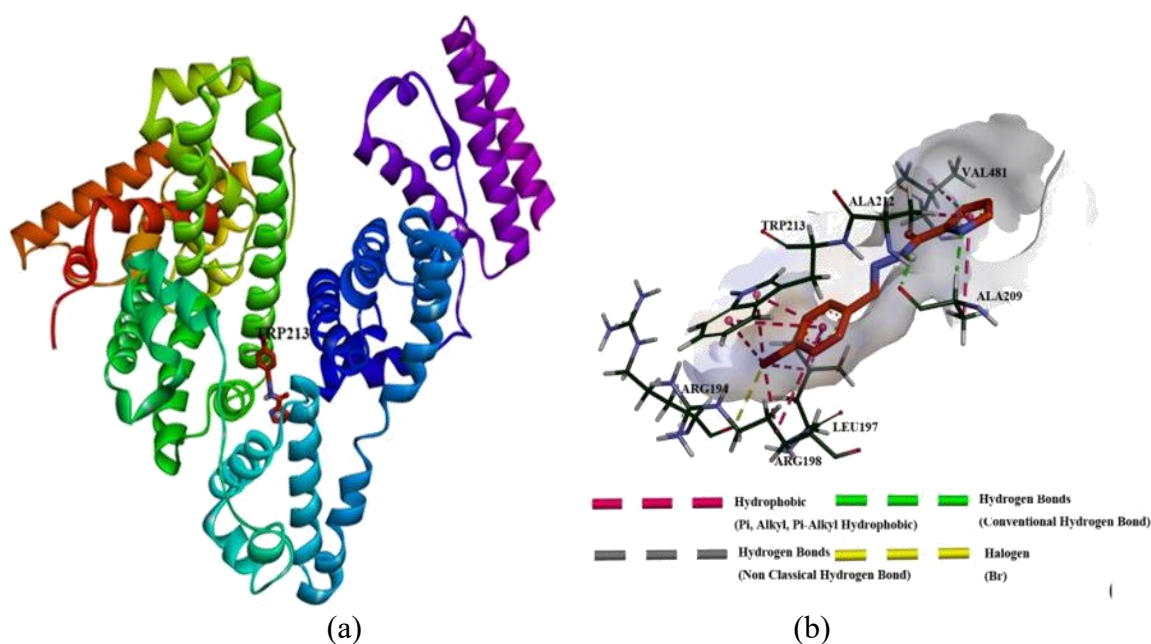 TRP213
VAL481
ALA212
TRP213
ALA209
ARG194
LEU197
ARG198
Hydrophobic
(Pi, Alkyl, Pi-Alkyl Hydrophobic)
Hydrogen Bonds
(Conventional Hydrogen Bond)
Hydrogen Bonds
(Non Classical Hydrogen Bond)
Halogen
(Br)
(
(a)
(b)